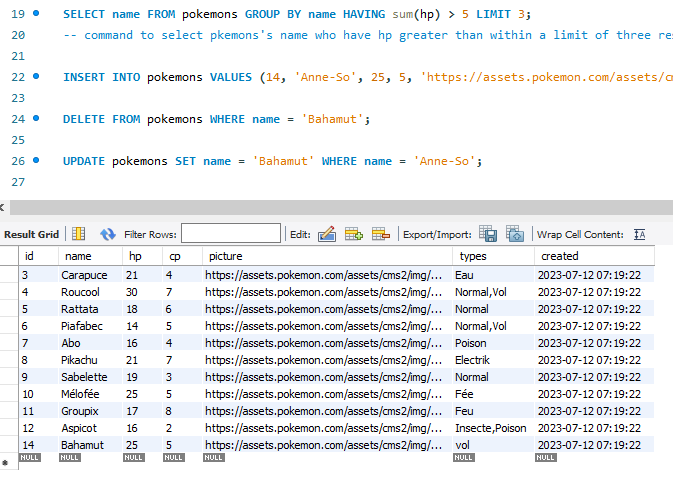 19 SELECT name FROM pokemons GROUP BY name HAVING sum(hp) > 5 LIMIT 3;
20 -- command to select pkemons's name who have hp greater than within a limit of three res
21
22 INSERT INTO pokemons VALUES (14, 'Anne-So', 25, 5, 'https://assets.pokemon.com/assets/cm
23
24 DELETE FROM pokemons WHERE name = 'Bahamut';
25
26 UPDATE pokemons SET name = 'Bahamut' WHERE name = 'Anne-So';
27
Result Grid Filter Rows: Edit: Export/Import: Wrap Cell Content:
id name hp cp picture types created
3 Carapuce 21 4 https://assets.pokemon.com/assets/cms2/img/... Eau 2023-07-12 07:19:22
4 Roucool 30 7 https://assets.pokemon.com/assets/cms2/img/... Normal,Vol 2023-07-12 07:19:22
5 Rattata 18 6 https://assets.pokemon.com/assets/cms2/img/... Normal 2023-07-12 07:19:22
6 Piafabec 14 5 https://assets.pokemon.com/assets/cms2/img/... Normal,Vol 2023-07-12 07:19:22
7 Abo 16 4 https://assets.pokemon.com/assets/cms2/img/... Poison 2023-07-12 07:19:22
8 Pikachu 21 7 https://assets.pokemon.com/assets/cms2/img/... Electrik 2023-07-12 07:19:22
9 Sabelette 19 3 https://assets.pokemon.com/assets/cms2/img/... Normal 2023-07-12 07:19:22
10 Mélofée 25 5 https://assets.pokemon.com/assets/cms2/img/... Fée 2023-07-12 07:19:22
11 Groupix 17 8 https://assets.pokemon.com/assets/cms2/img/... Feu 2023-07-12 07:19:22
12 Aspicot 16 2 https://assets.pokemon.com/assets/cms2/img/... Insecte,Poison 2023-07-12 07:19:22
14 Bahamut 25 5 https://assets.pokemon.com/assets/cms2/img/... vol 2023-07-12 07:19:22
NULL NULL NULL NULL NULL NULL NULL